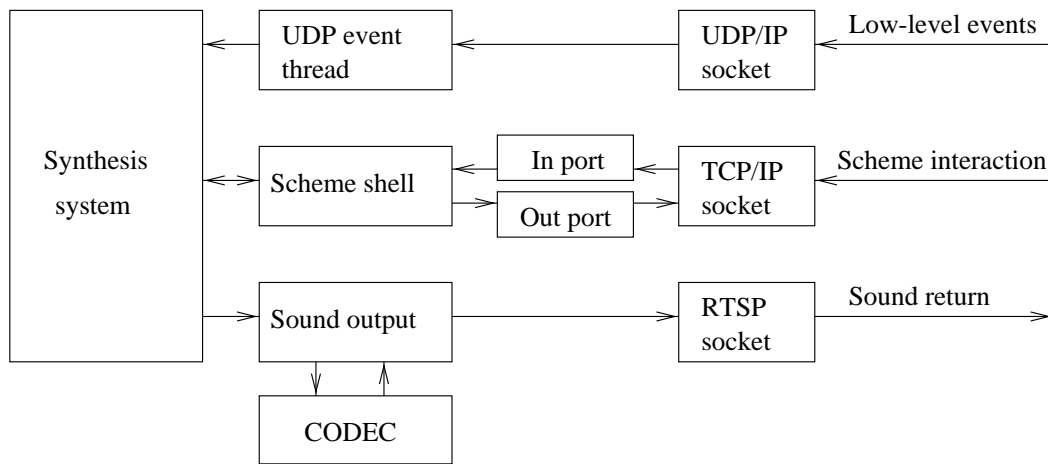 UDP event
thread
UDP/IP
socket
Low-level events
Synthesis
system
Scheme shell
In port
Out port
TCP/IP
socket
Scheme interaction
Sound output
RTSP
socket
Sound return
CODEC